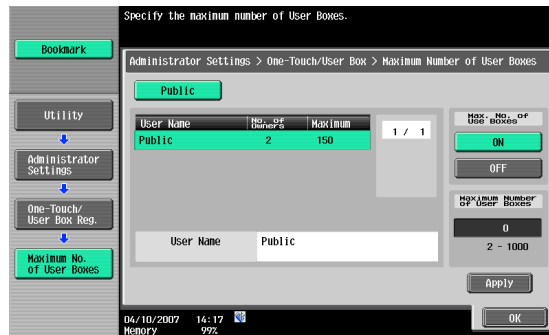 Specify the maximum number of User Boxes.
Bookmark
Administrator Settings > One-Touch/User Box > Maximum Number of User Boxes
Public
Utility
Administrator
Settings
One-Touch/
User Box Reg.
Maximum No.
of User Boxes
User Name No. of Owners Maximum
Public 2 150
1/ 1
User Name Public
Max. No. of
Use Boxes
ON
OFF
Maximum Number
of User Boxes
0
2 - 1000
Apply
04/10/2007 14:17
Memory 99%
OK